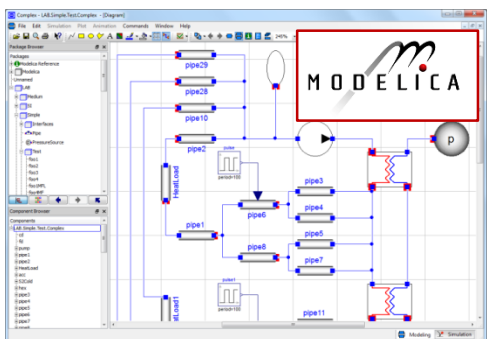 Complex - LAB.Simple.Test.Complex - [Diagram]
File Edit Simulation Plot Animation Commands Window Help
Package Browser
Packages
Modelica Reference
Modelica
Unnamed
LAB
Medium
Simple
Interfaces
Pipe
PressureSource
Test
Component Browser
Components
LAB.Simple.Test.Complex
pump
pipe1
pipe2
HeatLoad
acc
hex
pipe3
pipe4
pipe5
pipe6
pipe29
pipe28
pipe10
pipe2
HeatLoad
pulse
period=100
pipe3
pipe6
pipe4
pipe1
pipe5
pipe8
pipe7
pulse1
period=100
HeatLoad1
pipe11
MODELICA
p
Modeling Simulation